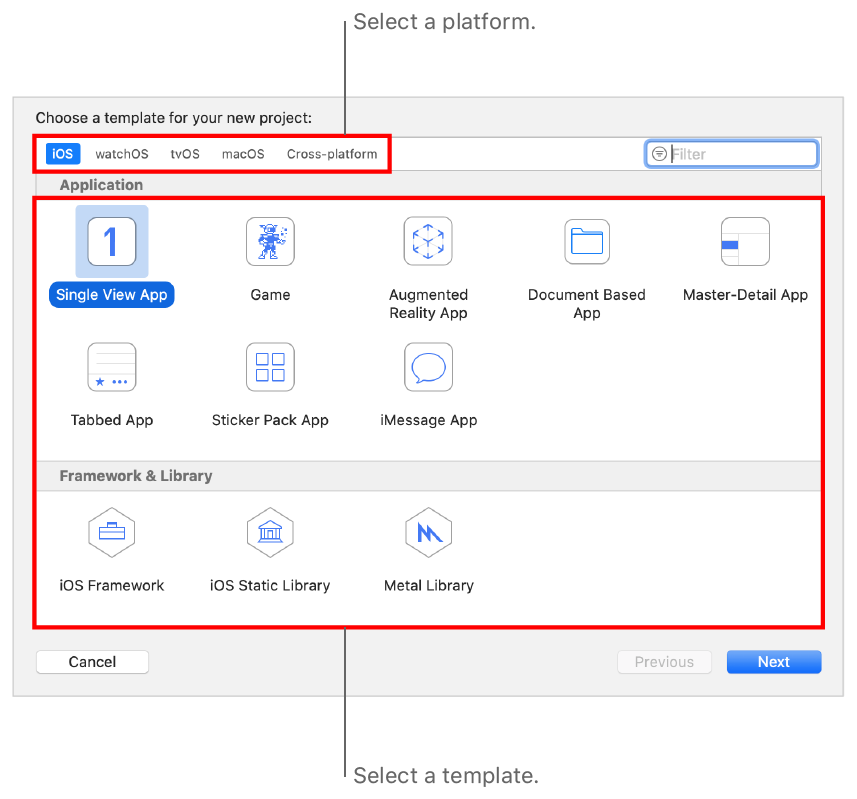 Select a platform.
Choose a template for your new project:
iOS watchOS tvOS macOS Cross-platform Filter
Application
1
Single View App Game Augmented Reality App Document Based App Master-Detail App
Tabbed App Sticker Pack App iMessage App
Framework & Library
iOS Framework iOS Static Library Metal Library
Cancel Previous Next
Select a template.